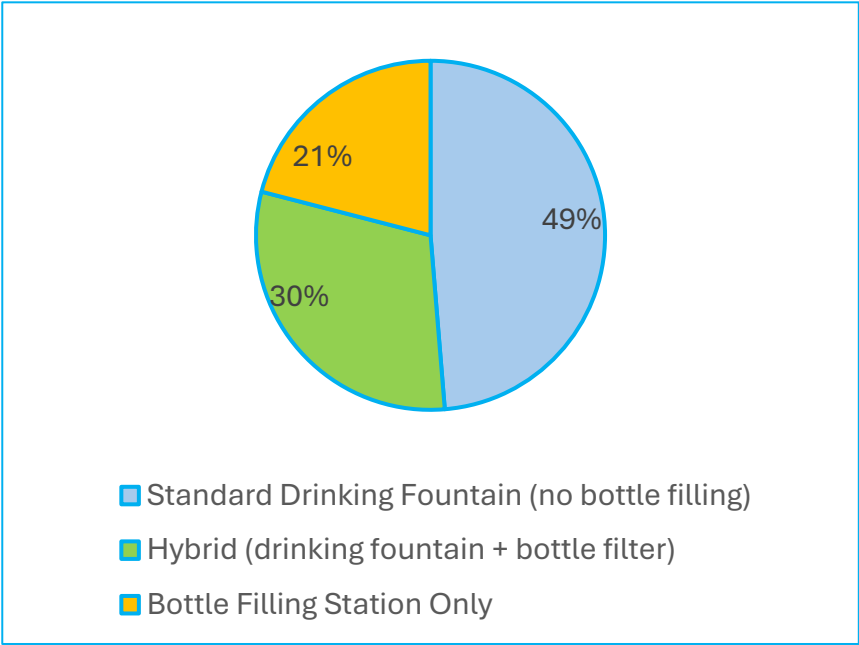 21%
49%
30%
Standard Drinking Fountain (no bottle filling)
Hybrid (drinking fountain + bottle filter)
Bottle Filling Station Only